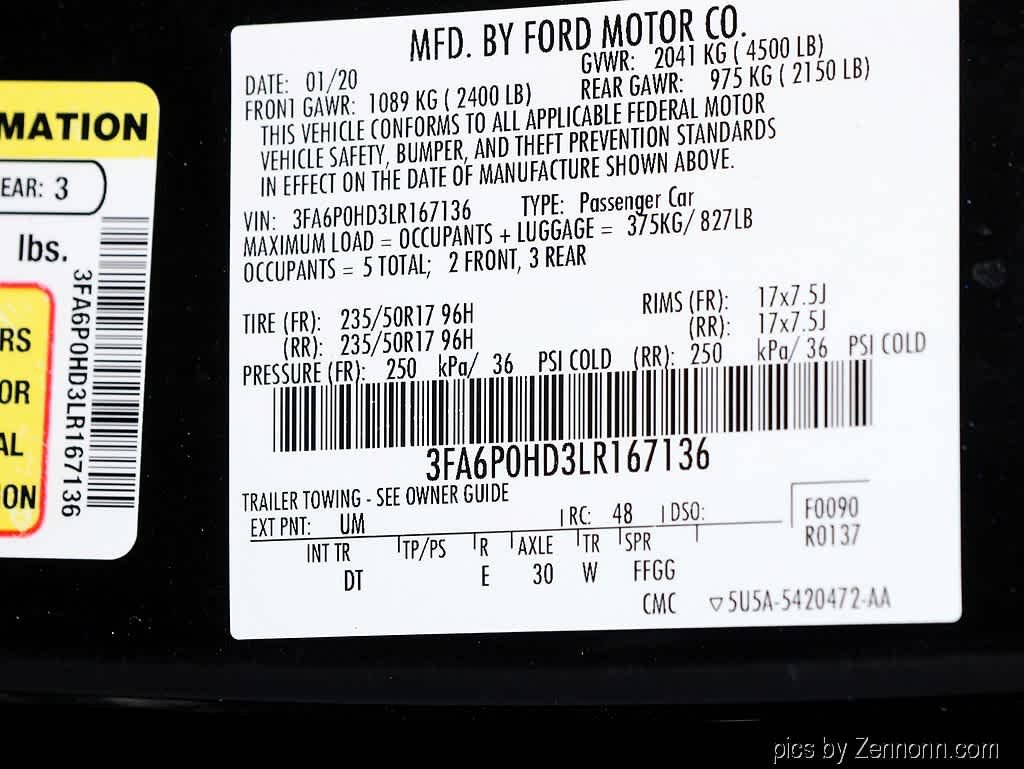 MATION
EAR: 3
lbs.
RS
OR
AL
ION
3FA6P0HD3LR167136
MFD. BY FORD MOTOR CO.
DATE: 01/20 GVWR: 2041 KG ( 4500 LB)
FRONT GAWR: 1089 KG ( 2400 LB) REAR GAWR: 975 KG ( 2150 LB)
THIS VEHICLE CONFORMS TO ALL APPLICABLE FEDERAL MOTOR
VEHICLE SAFETY, BUMPER, AND THEFT PREVENTION STANDARDS
IN EFFECT ON THE DATE OF MANUFACTURE SHOWN ABOVE.
VIN: 3FA6P0HD3LR167136 TYPE: Passenger Car
MAXIMUM LOAD = OCCUPANTS + LUGGAGE = 375KG/ 827LB
OCCUPANTS = 5 TOTAL; 2 FRONT, 3 REAR
TIRE (FR): 235/50R17 96H RIMS (FR): 17x7.5J
(RR): 235/50R17 96H (RR): 17x7.5J
PRESSURE (FR): 250 kPa/ 36 PSI COLD (RR): 250 kPa/ 36 PSI COLD
3FA6P0HD3LR167136
TRAILER TOWING - SEE OWNER GUIDE
EXT PNT: UM RC: 48 DSO: F0090
R0137
INT TR TP/PS R AXLE TR SPR
DT E 30 W FFGG
CMC ▽5U5A-5420472-AA
pics by Zennonn.com